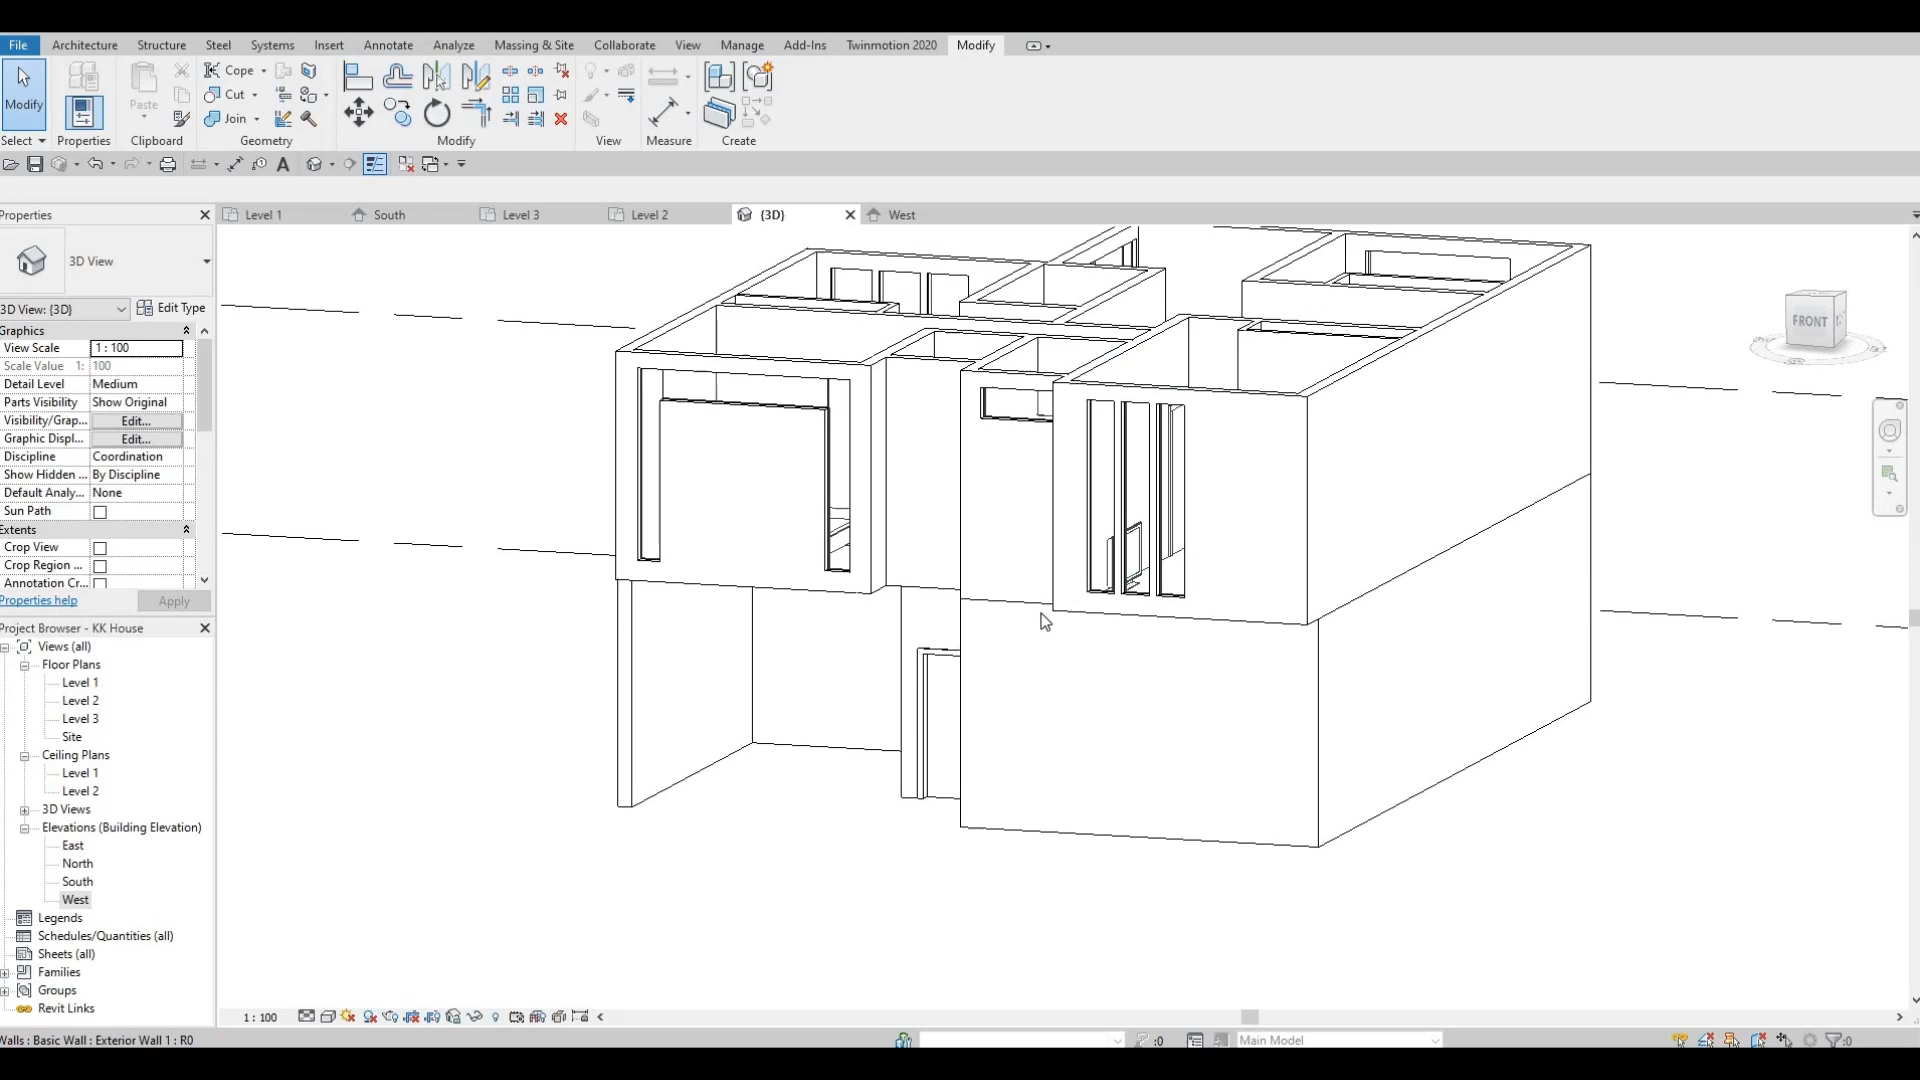 File Architecture Structure Steel Systems Insert Annotate Analyze Massing & Site Collaborate View Manage Add-Ins Twinmotion 2020 Modify
Cope
Modify Paste Cut
Join
Select Properties Clipboard Geometry Modify View Measure Create
Properties Level 1 South Level 3 Level 2 {3D} West
3D View
3D View: {3D} Edit Type
Graphics
View Scale 1 : 100
Scale Value 1: 100
Detail Level Medium
Parts Visibility Show Original
Visibility/Grap... Edit...
Graphic Displ... Edit...
Discipline Coordination
Show Hidden ... By Discipline
Default Analy... None
Sun Path
Extents
Crop View
Crop Region ...
Annotation Cr...
Properties help Apply
Project Browser - KK House
Views (all)
Floor Plans
Level 1
Level 2
Level 3
Site
Ceiling Plans
Level 1
Level 2
3D Views
Elevations (Building Elevation)
East
North
South
West
Legends
Schedules/Quantities (all)
Sheets (all)
Families
Groups
Revit Links
FRONT
1 : 100
Walls : Basic Wall : Exterior Wall 1 : R0 :0 Main Model :0